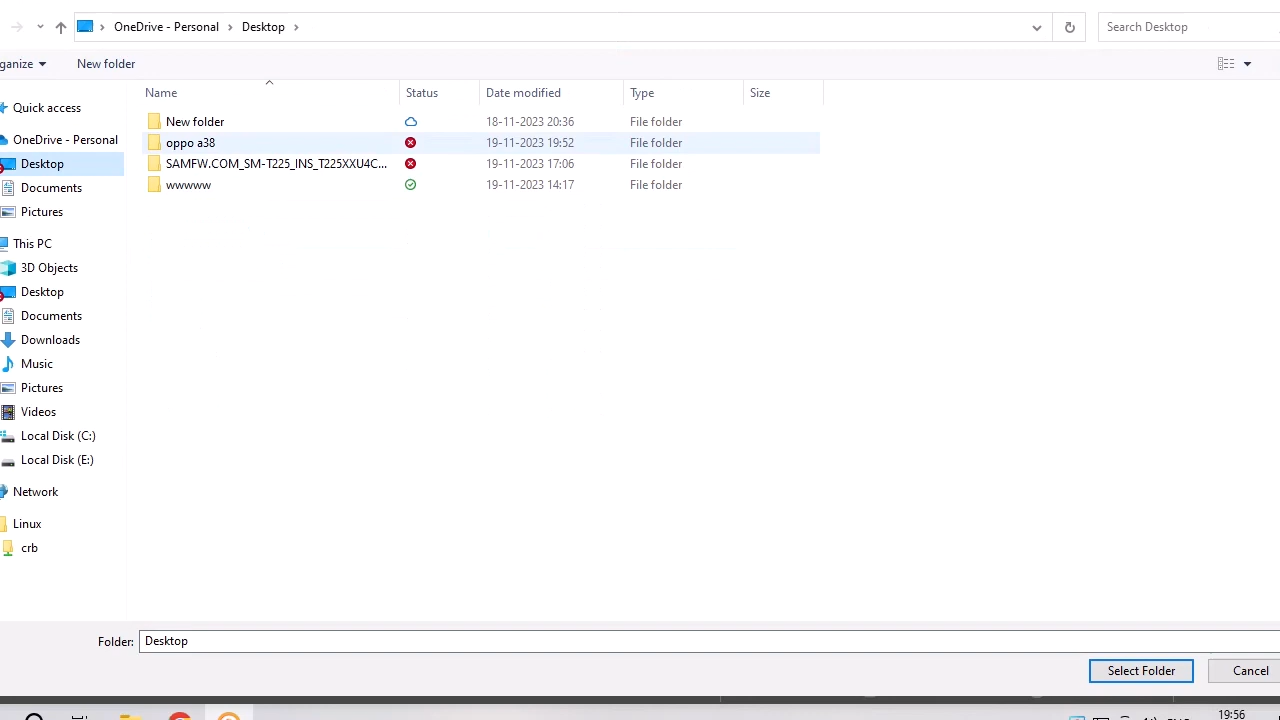 OneDrive - Personal > Desktop >
Search Desktop
ganize
New folder
Name
Status
Date modified
Type
Size
Quick access
OneDrive - Personal
Desktop
Documents
Pictures
This PC
3D Objects
Desktop
Documents
Downloads
Music
Pictures
Videos
Local Disk (C:)
Local Disk (E:)
Network
Linux
crb
New folder 18-11-2023 20:36 File folder
oppo a38 19-11-2023 19:52 File folder
SAMFW.COM_SM-T225_INS_T225XXU4C... 19-11-2023 17:06 File folder
wwwww 19-11-2023 14:17 File folder
Folder: Desktop
Select Folder
Cancel
19:56